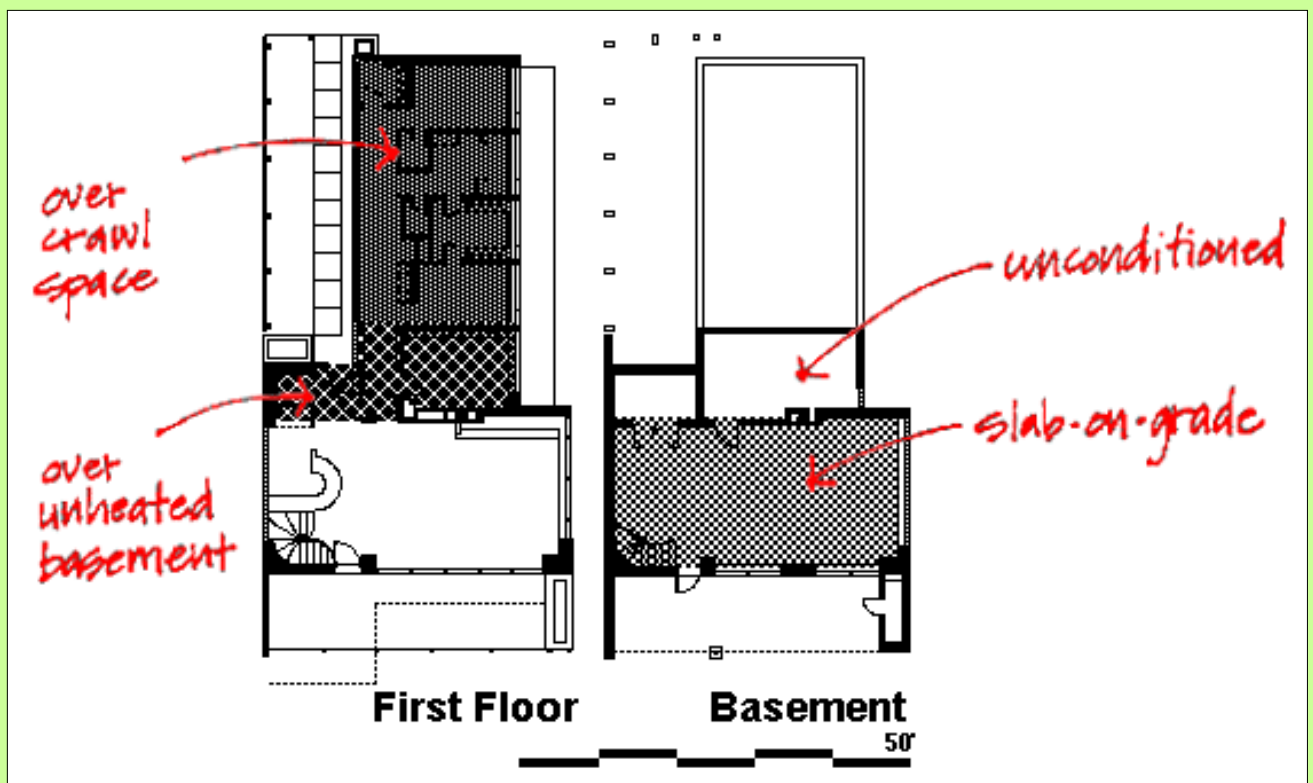 over
crawl
space
unconditioned
slab-on-grade
over
unheated
basement
First Floor
Basement
50'